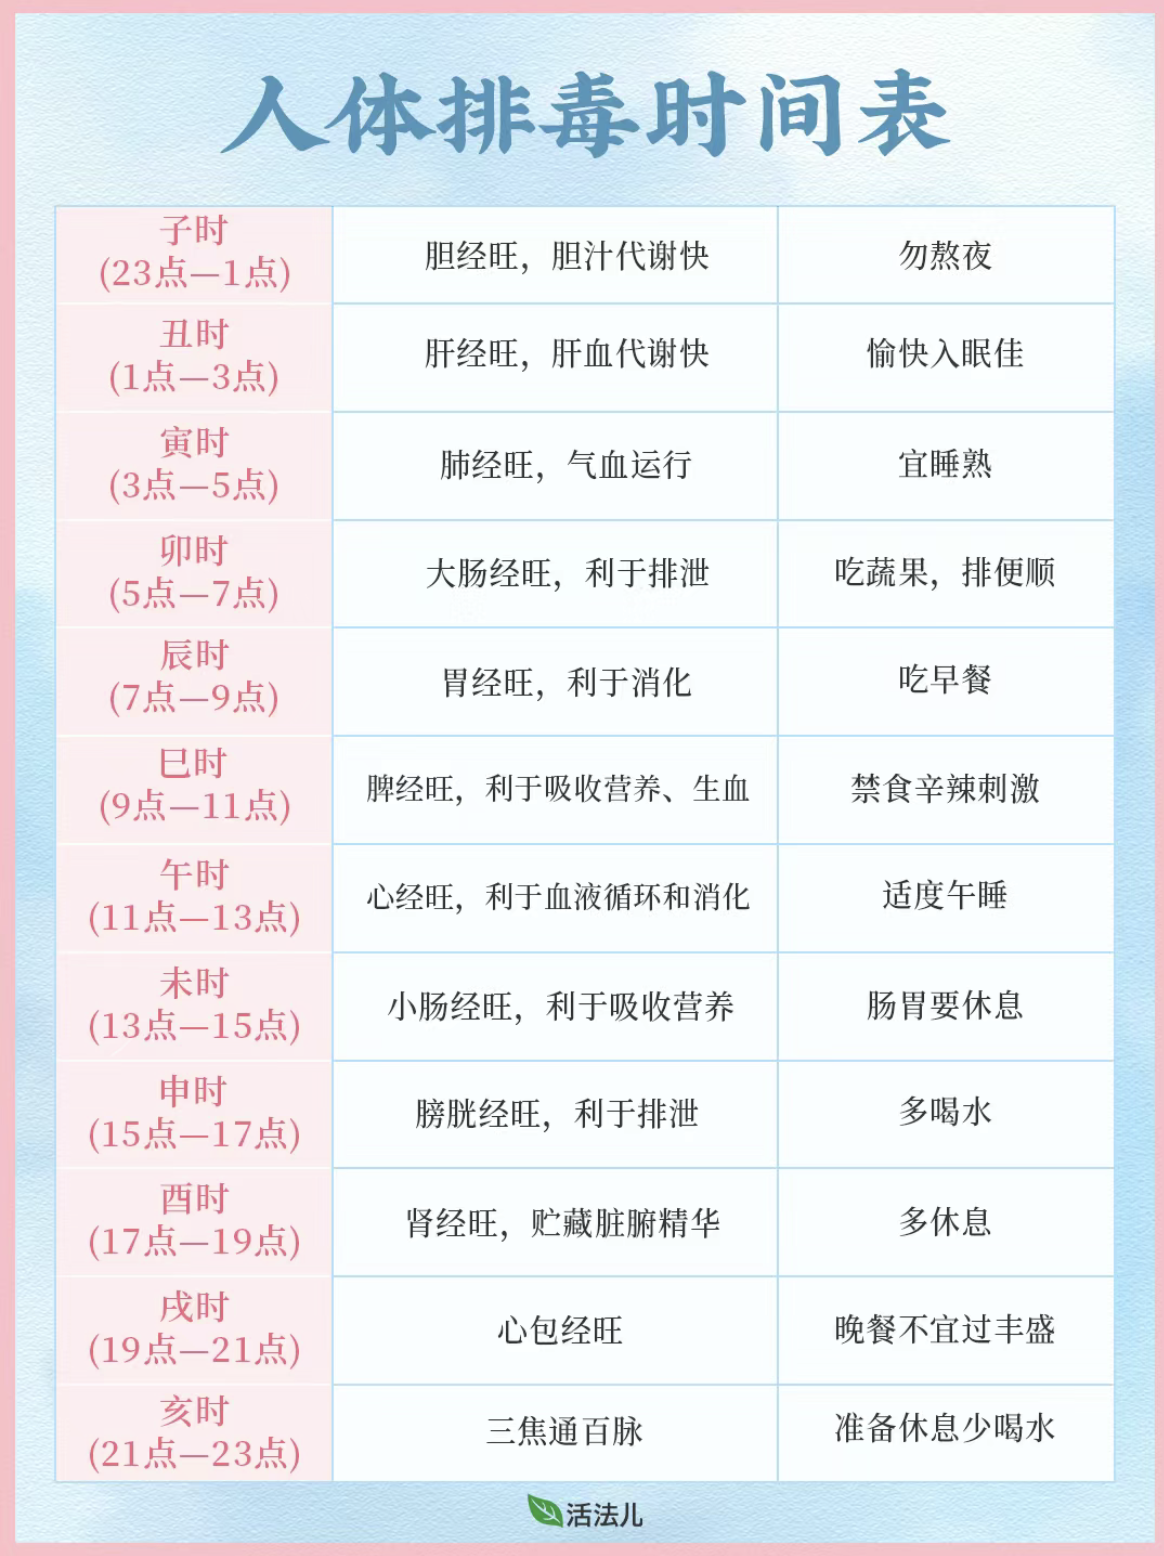 人体排毒时间表
子时
(23点—1点)
胆经旺，胆汁代谢快
勿熬夜
丑时
(1点—3点)
肝经旺，肝血代谢快
愉快入眠佳
寅时
(3点—5点)
肺经旺，气血运行
宜睡熟
卯时
(5点—7点)
大肠经旺，利于排泄
吃蔬果，排便顺
辰时
(7点—9点)
胃经旺，利于消化
吃早餐
巳时
(9点—11点)
脾经旺，利于吸收营养、生血
禁食辛辣刺激
午时
(11点—13点)
心经旺，利于血液循环和消化
适度午睡
未时
(13点—15点)
小肠经旺，利于吸收营养
肠胃要休息
申时
(15点—17点)
膀胱经旺，利于排泄
多喝水
酉时
(17点—19点)
肾经旺，贮藏脏腑精华
多休息
戌时
(19点—21点)
心包经旺
晚餐不宜过丰盛
亥时
(21点—23点)
三焦通百脉
准备休息少喝水
活法儿